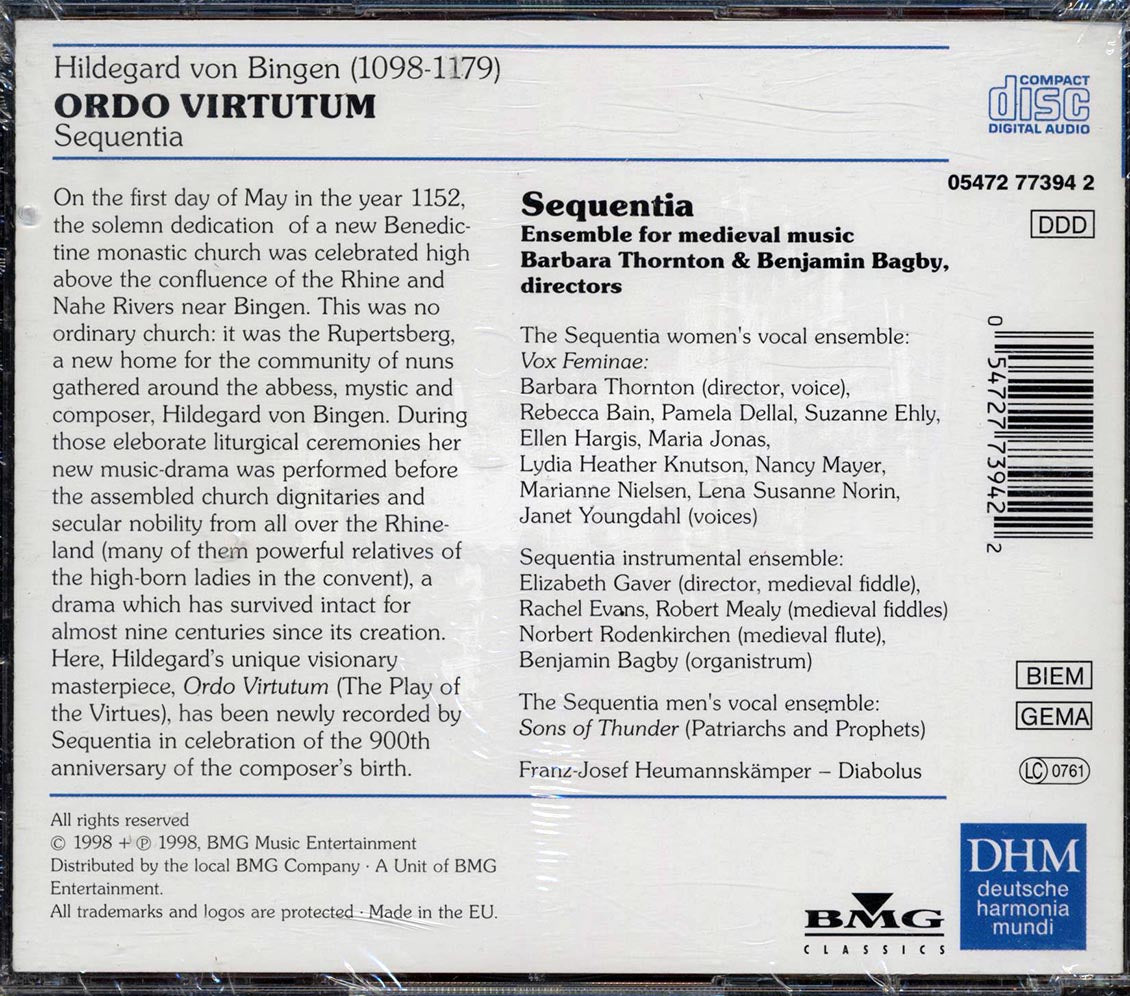 Hildegard von Bingen (1098-1179)
ORDO VIRTUTUM
Sequentia
COMPACT
disc
DIGITAL AUDIO
05472 77394 2
DDD
On the first day of May in the year 1152,
the solemn dedication of a new Benedic-
tine monastic church was celebrated high
above the confluence of the Rhine and
Nahe Rivers near Bingen. This was no
ordinary church: it was the Rupertsberg,
a new home for the community of nuns
gathered around the abbess, mystic and
composer, Hildegard von Bingen. During
those eleborate liturgical ceremonies her
new music-drama was performed before
the assembled church dignitaries and
secular nobility from all over the Rhine-
land (many of them powerful relatives of
the high-born ladies in the convent), a
drama which has survived intact for
almost nine centuries since its creation.
Here, Hildegard's unique visionary
masterpiece, Ordo Virtutum (The Play of
the Virtues), has been newly recorded by
Sequentia in celebration of the 900th
anniversary of the composer's birth.
Sequentia
Ensemble for medieval music
Barbara Thornton & Benjamin Bagby,
directors
The Sequentia women's vocal ensemble:
Vox Feminae:
Barbara Thornton (director, voice),
Rebecca Bain, Pamela Dellal, Suzanne Ehly,
Ellen Hargis, Maria Jonas,
Lydia Heather Knutson, Nancy Mayer,
Marianne Nielsen, Lena Susanne Norin,
Janet Youngdahl (voices)
Sequentia instrumental ensemble:
Elizabeth Gaver (director, medieval fiddle),
Rachel Evans, Robert Mealy (medieval fiddles)
Norbert Rodenkirchen (medieval flute),
Benjamin Bagby (organistrum)
The Sequentia men's vocal ensemble:
Sons of Thunder (Patriarchs and Prophets)
Franz-Josef Heumannskämper – Diabolus
0 54727 73942 2
BIEM
GEMA
LC 0761
All rights reserved
© 1998 + ℗ 1998, BMG Music Entertainment
Distributed by the local BMG Company · A Unit of BMG
Entertainment.
All trademarks and logos are protected · Made in the EU.
BMG
CLASSICS
DHM
deutsche
harmonia
mundi